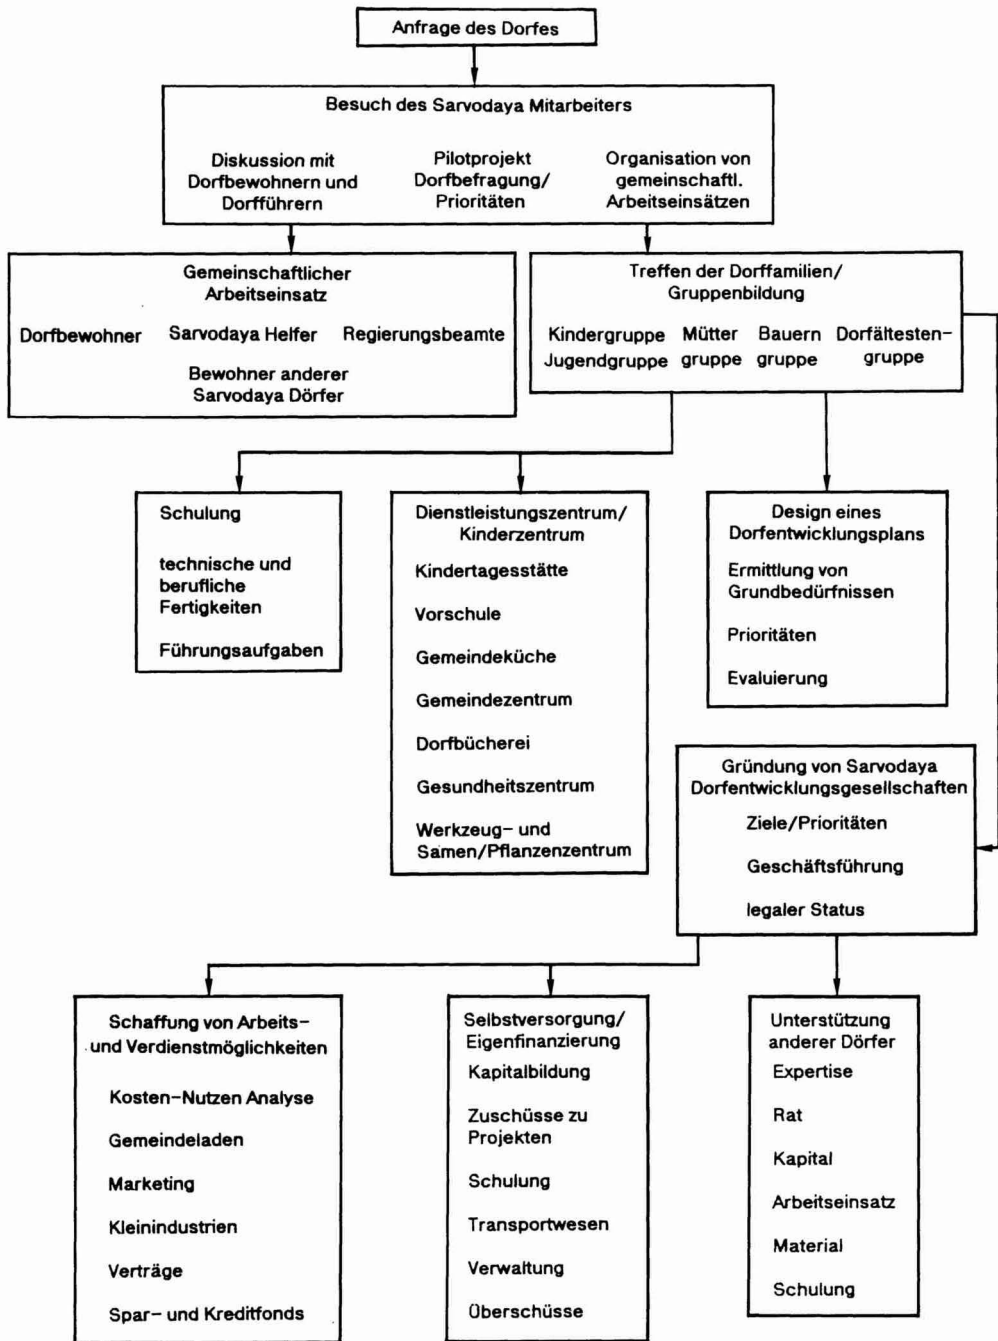 Anfrage des Dorfes
Besuch des Sarvodaya Mitarbeiters
Diskussion mit
Dorfbewohnern und
Dorfführern
Pilotprojekt
Dorfbefragung/
Prioritäten
Organisation von
gemeinschaftl.
Arbeitseinsätzen
Gemeinschaftlicher
Arbeitseinsatz
Dorfbewohner
Sarvodaya Helfer
Regierungsbeamte
Bewohner anderer
Sarvodaya Dörfer
Treffen der Dorffamilien/
Gruppenbildung
Kindergruppe
Jugendgruppe
Mütter
gruppe
Bauern
gruppe
Dorfältesten-
gruppe
Schulung
technische und
berufliche
Fertigkeiten
Führungsaufgaben
Dienstleistungszentrum/
Kinderzentrum
Kindertagesstätte
Vorschule
Gemeindeküche
Gemeindezentrum
Dorfbücherei
Gesundheitszentrum
Werkzeug- und
Samen/Pflanzenzentrum
Design eines
Dorfentwicklungsplans
Ermittlung von
Grundbedürfnissen
Prioritäten
Evaluierung
Gründung von Sarvodaya
Dorfentwicklungsgesellschaften
Ziele/Prioritäten
Geschäftsführung
legaler Status
Schaffung von Arbeits-
und Verdienstmöglichkeiten
Kosten-Nutzen Analyse
Gemeindeladen
Marketing
Kleinindustrien
Verträge
Spar- und Kreditfonds
Selbstversorgung/
Eigenfinanzierung
Kapitalbildung
Zuschüsse zu
Projekten
Schulung
Transportwesen
Verwaltung
Überschüsse
Unterstützung
anderer Dörfer
Expertise
Rat
Kapital
Arbeitseinsatz
Material
Schulung